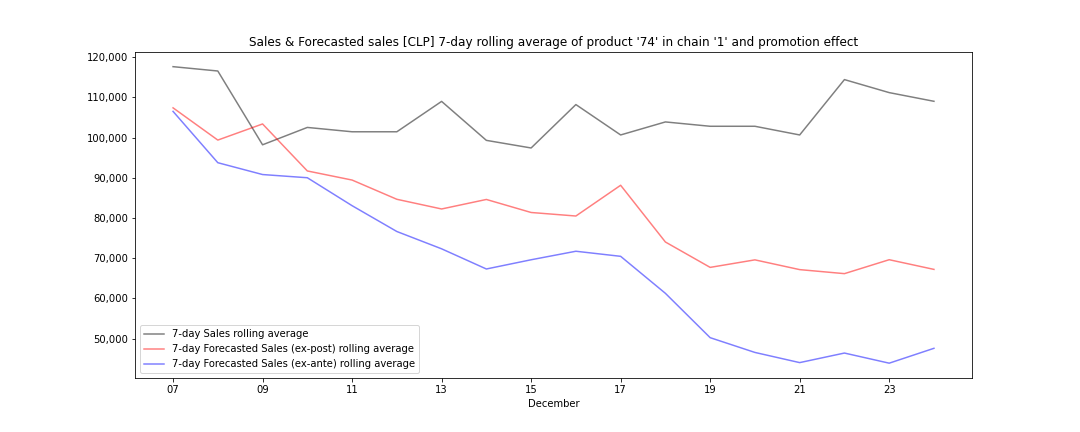 Sales & Forecasted sales [CLP] 7-day rolling average of product '74' in chain '1' and promotion effect
120,000
110,000
100,000
90,000
80,000
70,000
60,000
50,000
7-day Sales rolling average
7-day Forecasted Sales (ex-post) rolling average
7-day Forecasted Sales (ex-ante) rolling average
07 09 11 13 15 17 19 21 23
December